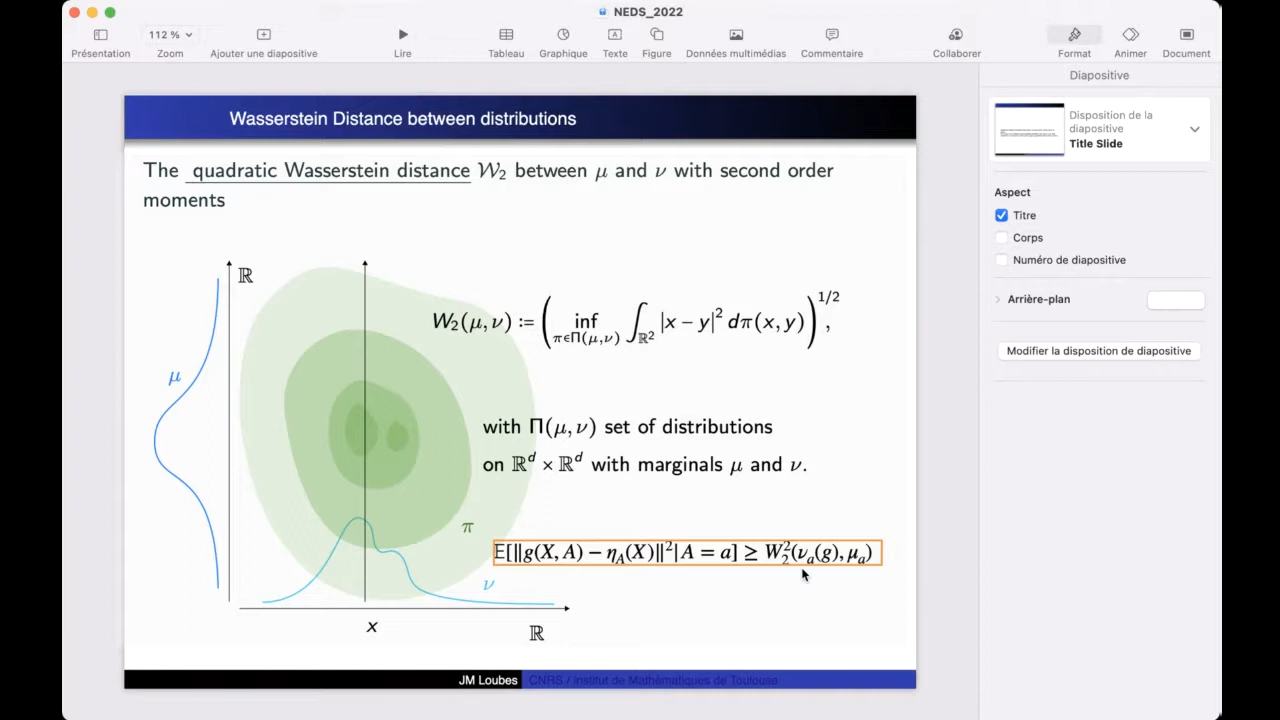 NEDS_2022
112 %
Présentation Zoom Ajouter une diapositive Lire Tableau Graphique Texte Figure Données multimédias Commentaire Collaborer Format Animer Document
Diapositive
Disposition de la
diapositive
Title Slide
Aspect
Titre
Corps
Numéro de diapositive
Arrière-plan
Modifier la disposition de diapositive
Wasserstein Distance between distributions
The quadratic Wasserstein distance 𝒲₂ between μ and ν with second order
moments
ℝ
W₂(μ, ν) := ( inf_{π∈Π(μ,ν)} ∫_{ℝ²} |x − y|² dπ(x, y) )^{1/2},
μ
with Π(μ, ν) set of distributions
on ℝᵈ × ℝᵈ with marginals μ and ν.
π
𝔼[‖g(X, A) − η_A(X)‖² | A = a] ≥ W₂²(ν_a(g), μ_a)
ν
x
ℝ
JM Loubes CNRS / Institut de Mathématiques de Toulouse